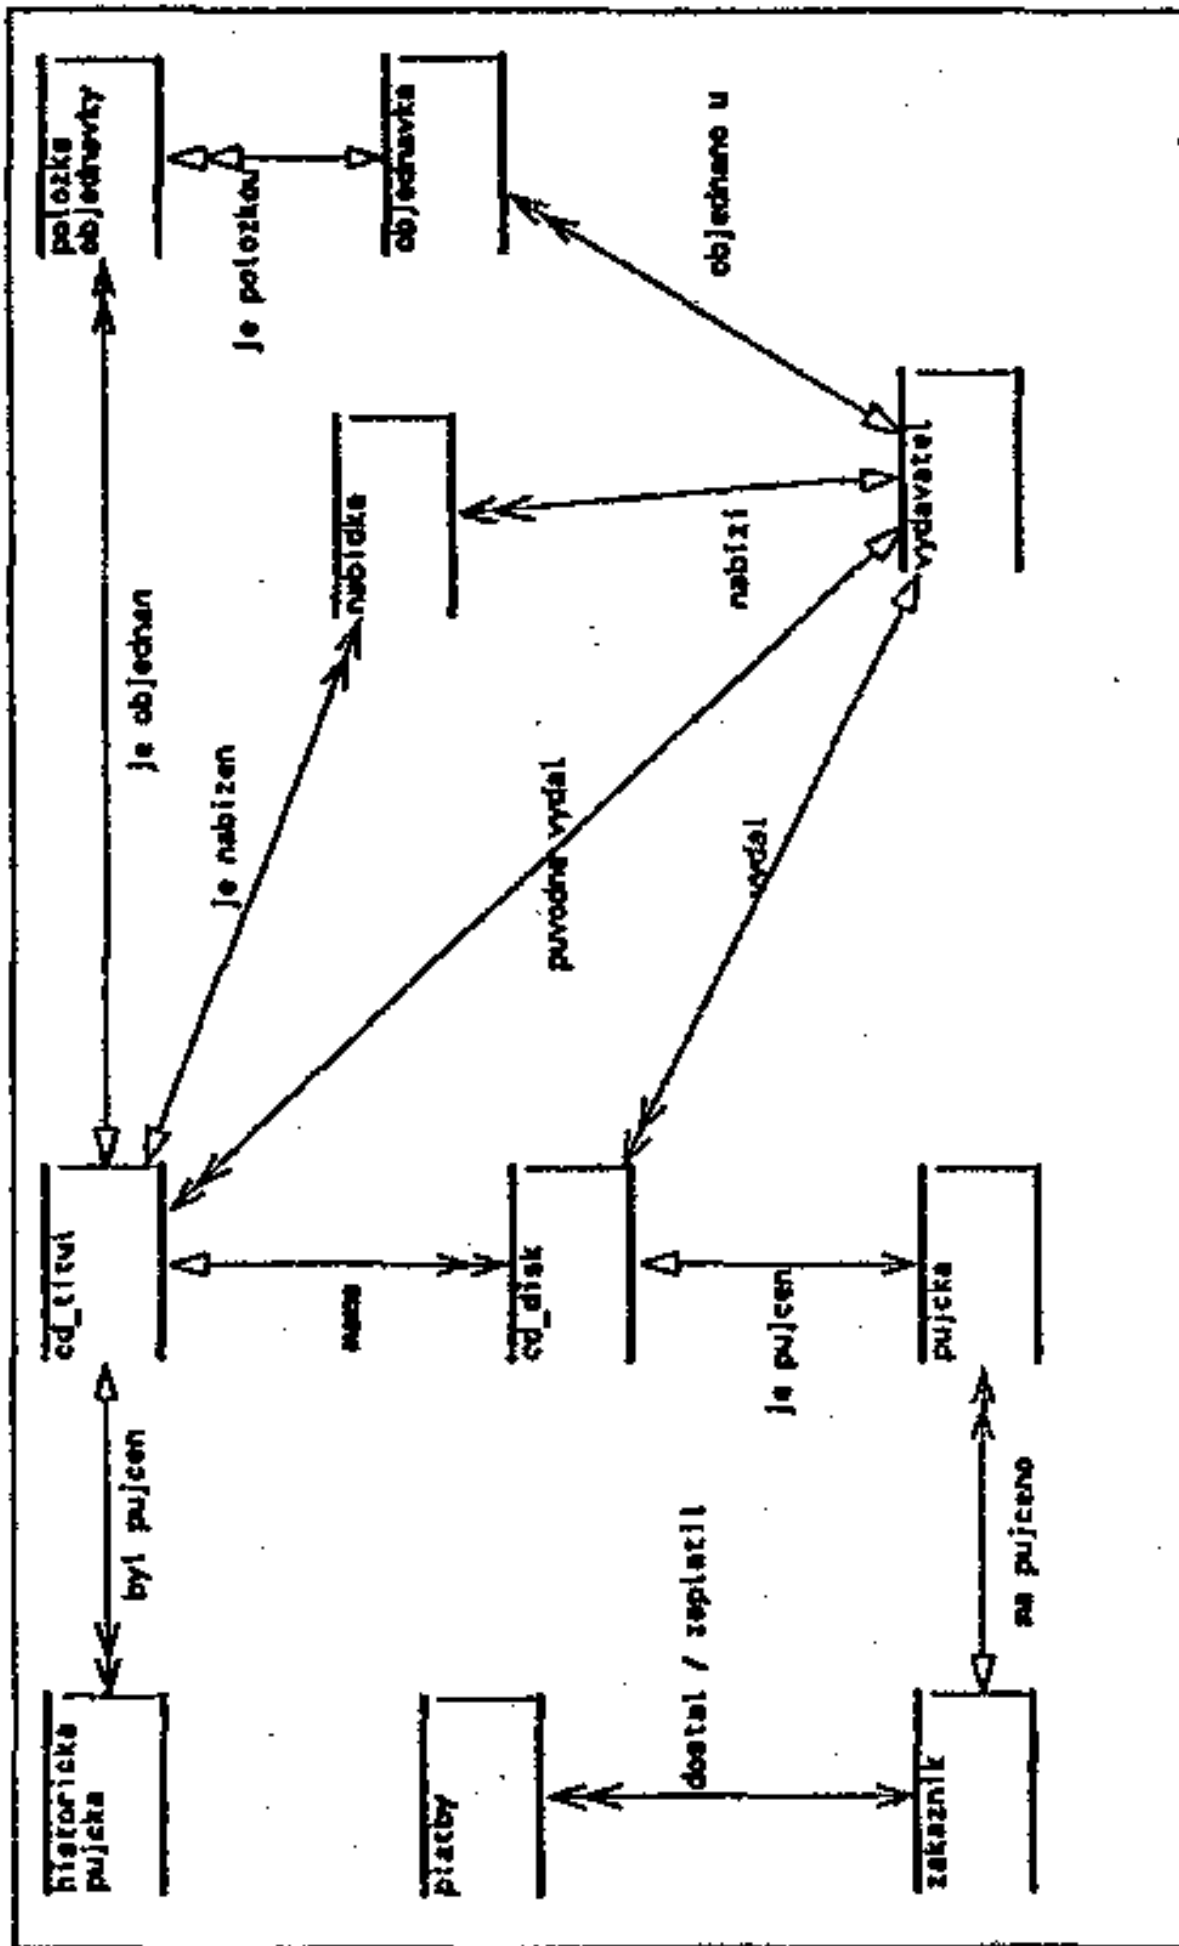 historicka
pujcka
byl pujcen
cd_titul
je objednan
polozka
objednavky
je nabizen
je polozkou
mame
nabidka
objednavka
platby
cd_disk
puvodne vydal
dostal / zaplatil
je pujcen
vydal
nabizi
objednano u
zakaznik
ma pujceno
pujcka
vydavatel